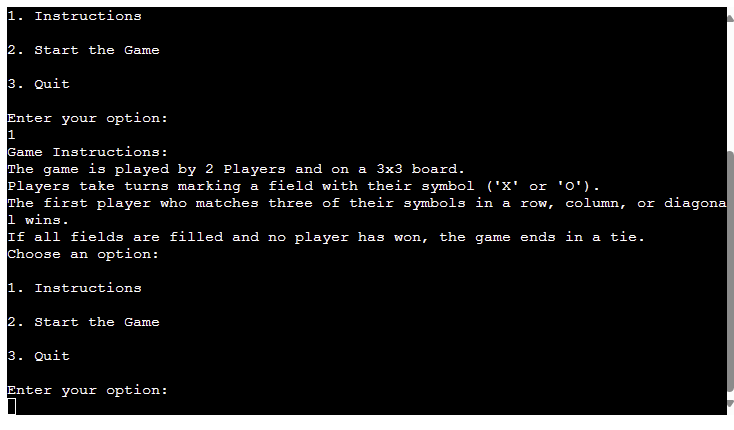 1. Instructions
2. Start the Game
3. Quit
Enter your option:
1
Game Instructions:
The game is played by 2 Players and on a 3x3 board.
Players take turns marking a field with their symbol ('X' or 'O').
The first player who matches three of their symbols in a row, column, or diagona
l wins.
If all fields are filled and no player has won, the game ends in a tie.
Choose an option:
1. Instructions
2. Start the Game
3. Quit
Enter your option: